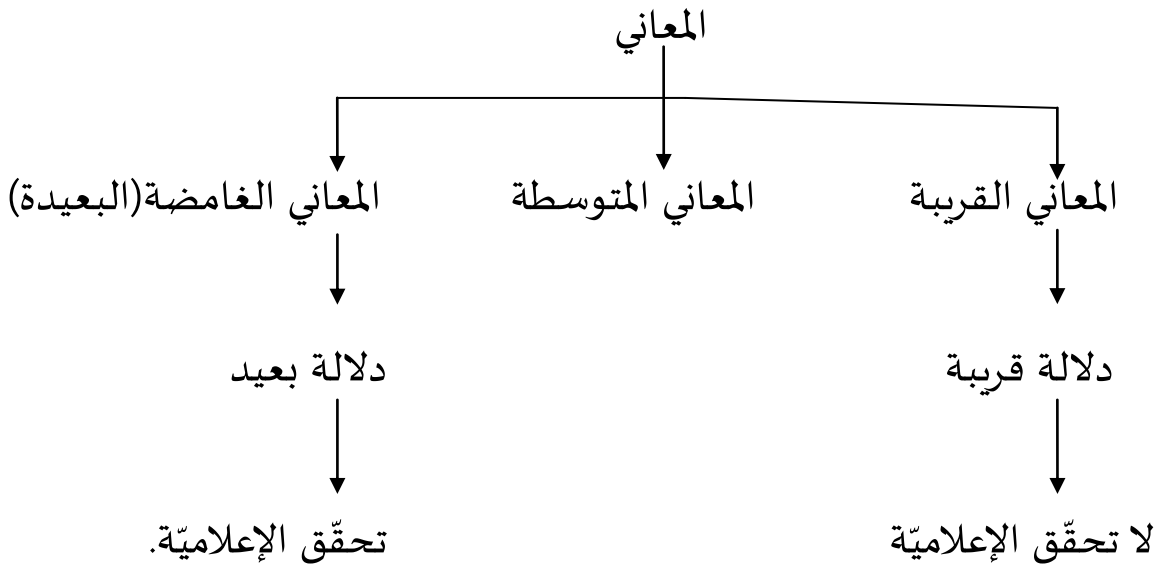 المعاني
المعاني القريبة
المعاني المتوسطة
المعاني الغامضة(البعيدة)
دلالة قريبة
دلالة بعيد
لا تحقّق الإعلاميّة
تحقّق الإعلاميّة.